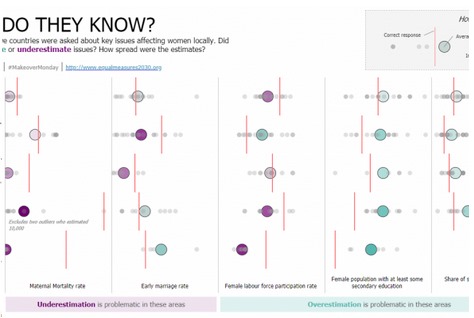 DO THEY KNOW?
e countries were asked about key issues affecting women locally. Did
e or underestimate issues? How spread were the estimates?
#MakeoverMonday | http://www.equalmeasures2030.org
Ho
Correct response
Avera
Excludes two outliers who estimated
10,000
Maternal Mortality rate
Early marriage rate
Female labour force participation rate
Female population with at least some
secondary education
Share of s
Underestimation is problematic in these areas
Overestimation is problematic in these areas